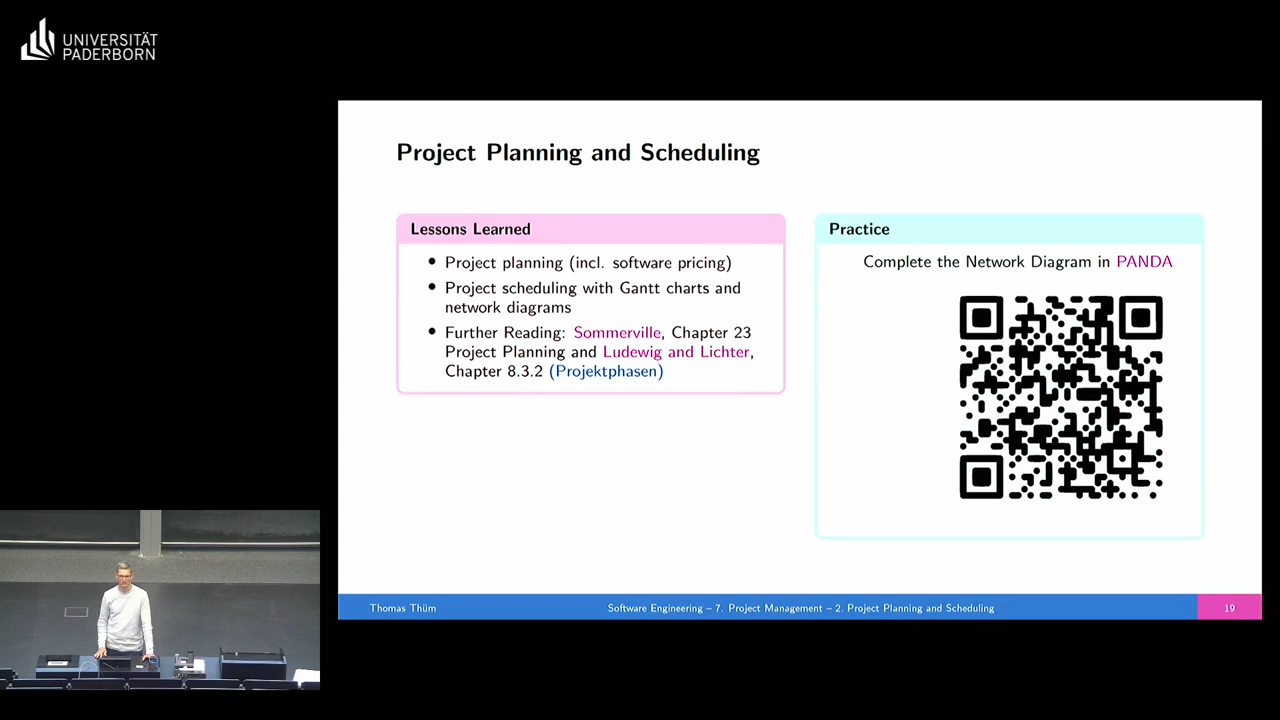 UNIVERSITÄT
PADERBORN
Project Planning and Scheduling
Lessons Learned
• Project planning (incl. software pricing)
• Project scheduling with Gantt charts and
network diagrams
• Further Reading: Sommerville, Chapter 23
Project Planning and Ludewig and Lichter,
Chapter 8.3.2 (Projektphasen)
Practice
Complete the Network Diagram in PANDA
Thomas Thüm
Software Engineering – 7. Project Management – 2. Project Planning and Scheduling
19